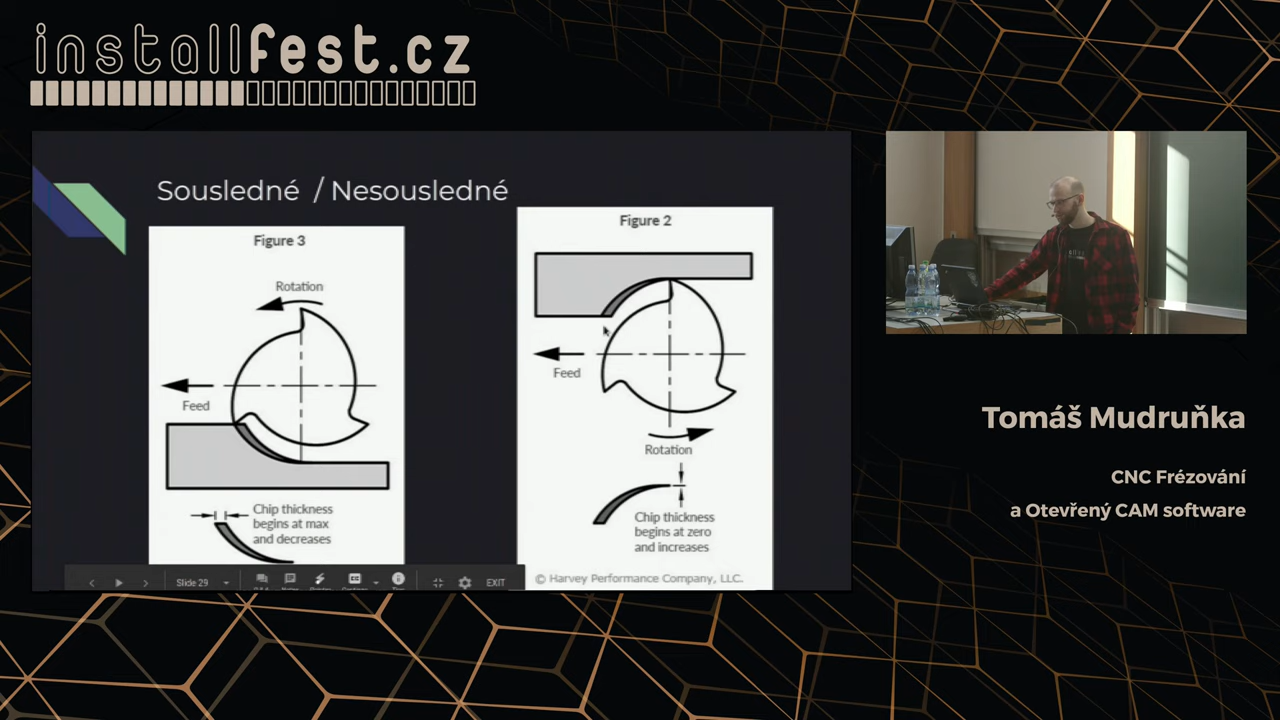 installfest.cz
Sousledné / Nesousledné
Figure 3
Rotation
Feed
Chip thickness
begins at max
and decreases
Figure 2
Feed
Rotation
Chip thickness
begins at zero
and increases
© Harvey Performance Company, LLC.
Slide 29
EXIT
Tomáš Mudruňka
CNC Frézování
a Otevřený CAM software